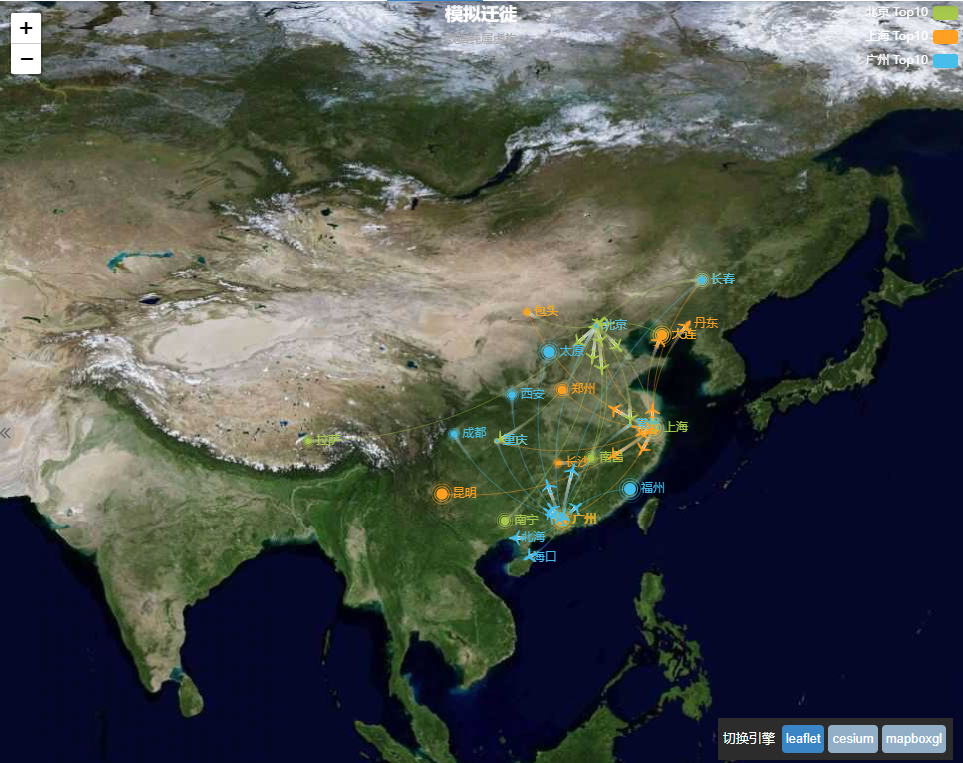 模拟迁徙
北京 Top10
上海 Top10
广州 Top10
+
−
长春
包头
北京
丹东
大连
太原
郑州
西安
上海
成都
重庆
拉萨
长沙
南昌
昆明
福州
南宁
广州
北海
海口
切换引擎
leaflet
cesium
mapboxgl